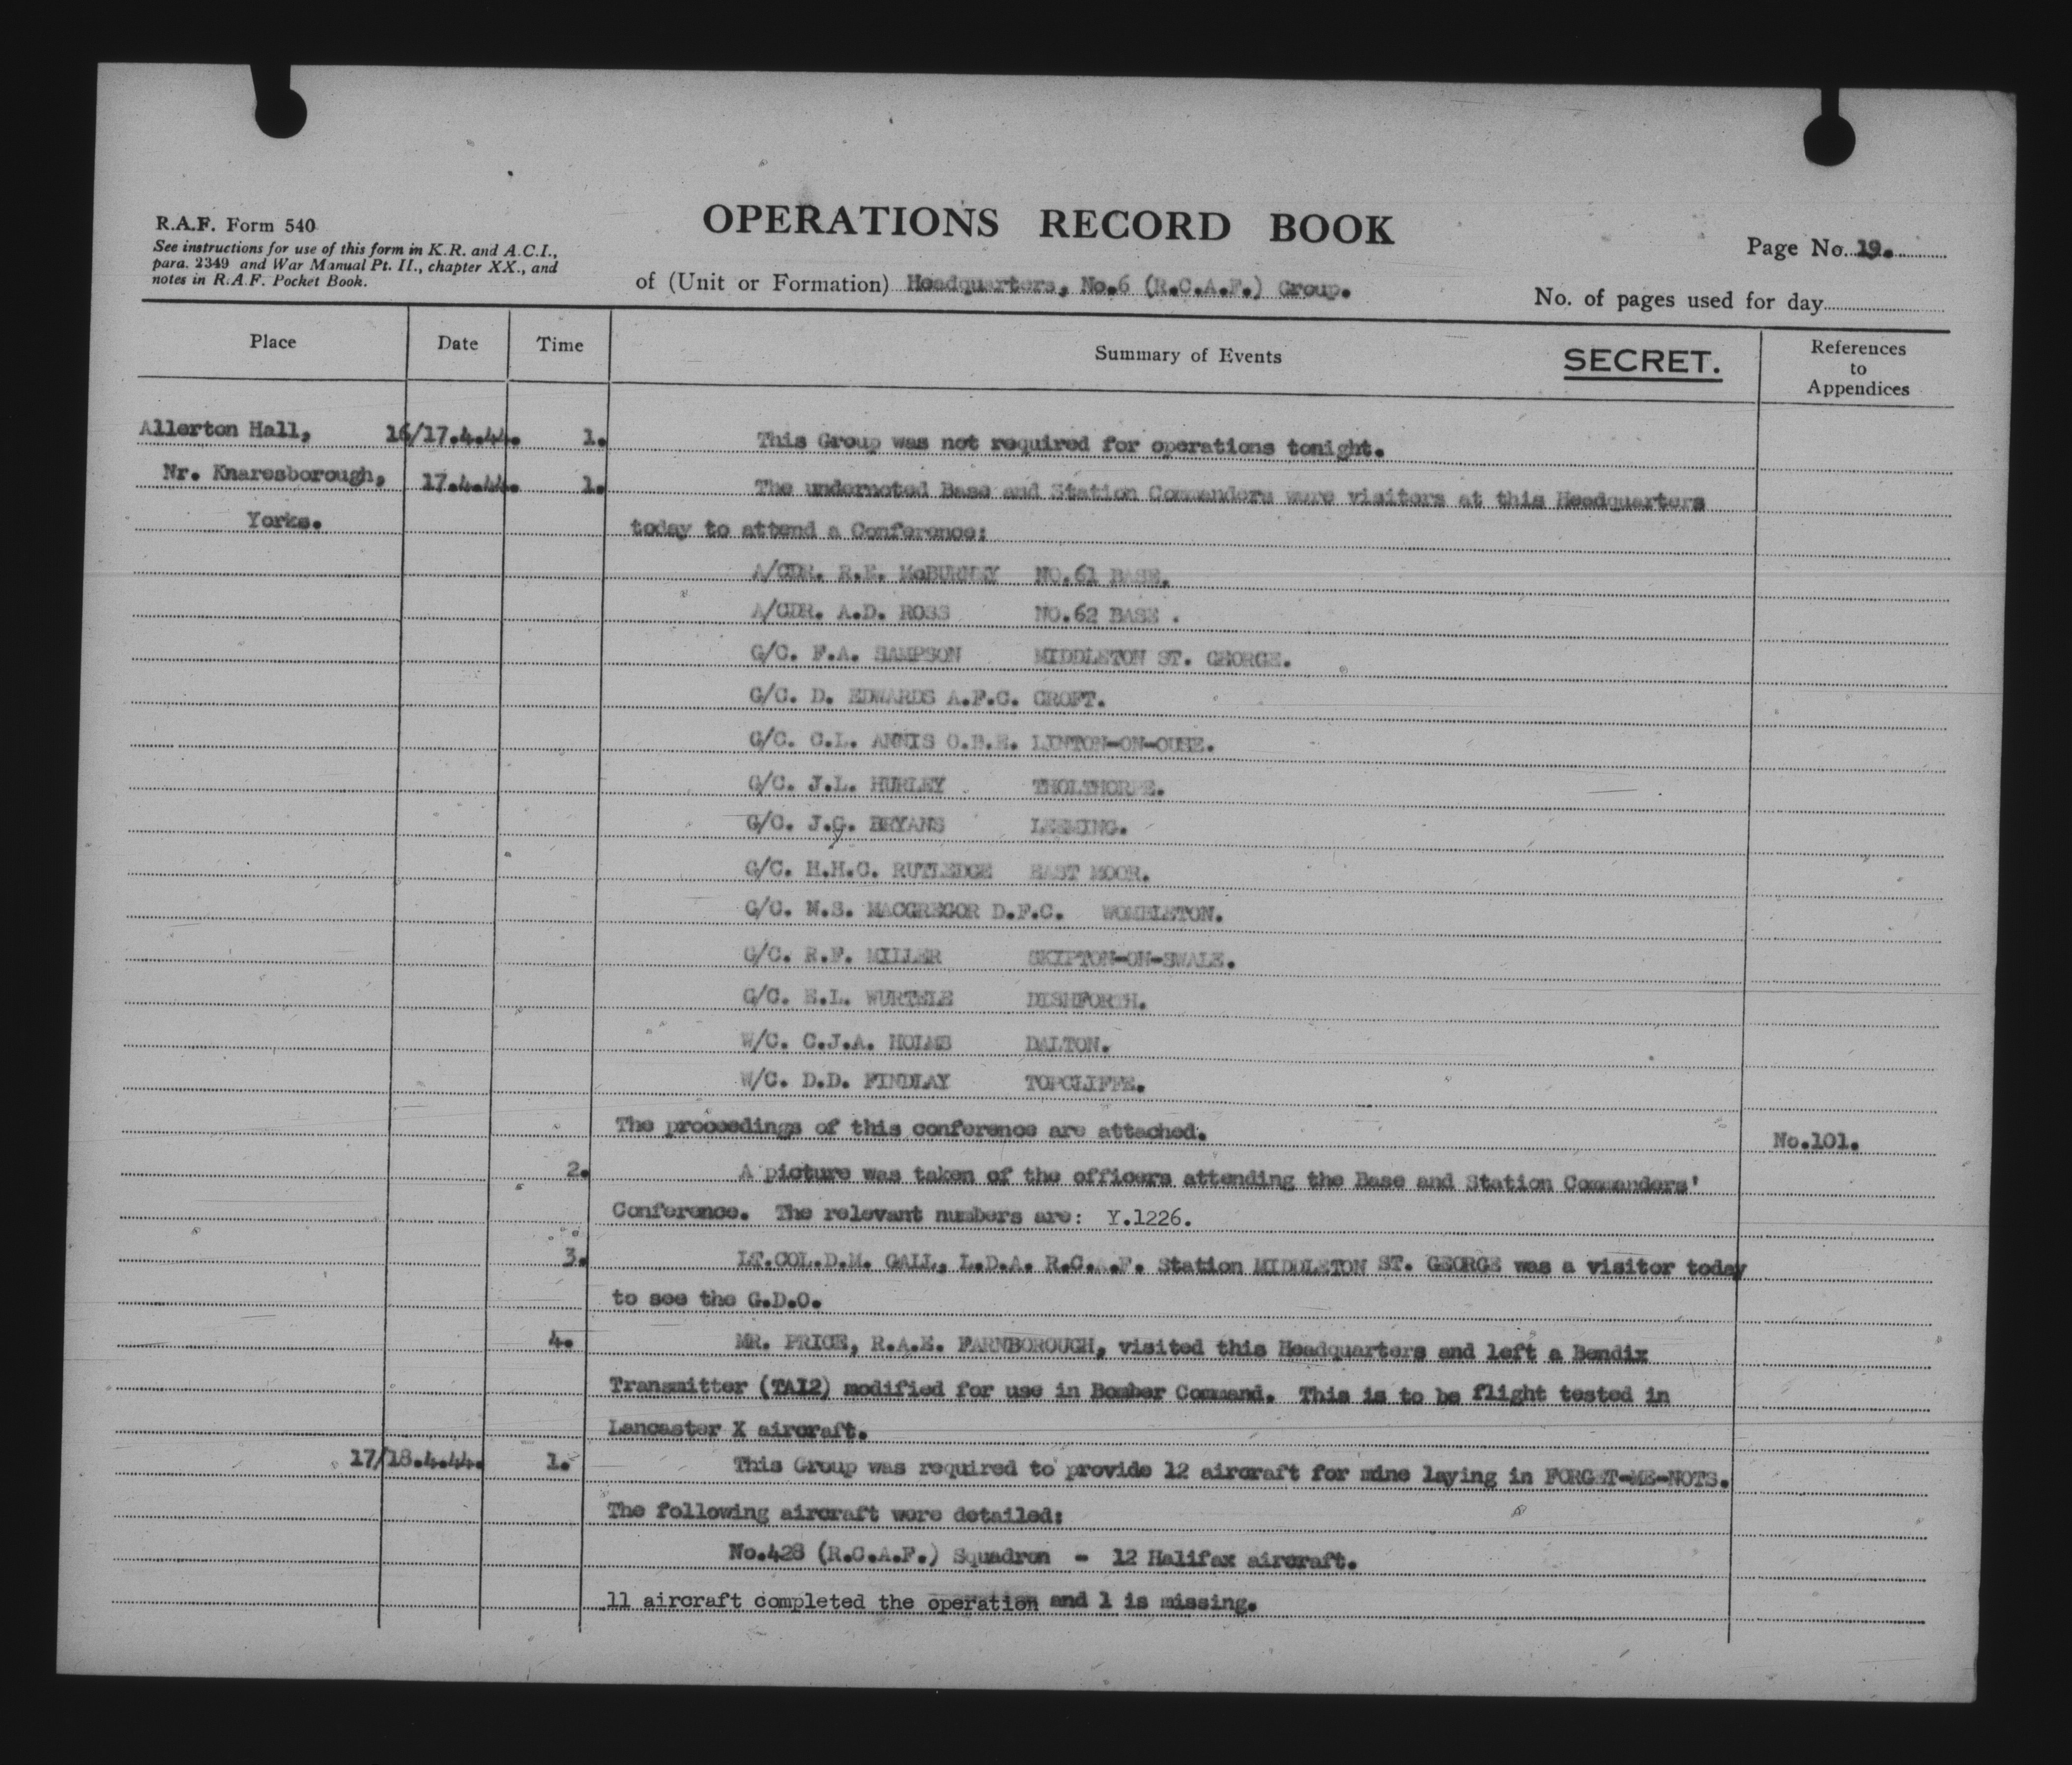 R.A.F. Form 540
See instructions for use of this form in K.R. and A.C.I.,
para. 2349 and War Manual Pt. II., chapter XX., and
notes in R.A.F. Pocket Book.
OPERATIONS RECORD BOOK
of (Unit or Formation) Headquarters, No.6 (R.C.A.F.) Group.
Page No. 19.
No. of pages used for day
Place Date Time Summary of Events SECRET. References to Appendices
Allerton Hall, 16/17.4.44. 1. This Group was not required for operations tonight.
Nr. Knaresborough, 17.4.44. 1. The undernoted Base and Station Commanders were visitors at this Headquarters
Yorks. today to attend a Conference:
A/CDR. R.E. McBURNEY NO.61 BASE.
A/CDR. A.D. ROSS NO.62 BASE .
G/C. F.A. SAMPSON MIDDLETON ST. GEORGE.
G/C. D. EDWARDS A.F.C. CROFT.
G/C. C.L. ANNIS O.B.E. LINTON-ON-OUSE.
G/C. J.L. HURLEY THOLTHORPE.
G/C. J.G. BRYANS LEEMING.
G/C. H.H.C. RUTLEDGE EAST MOOR.
G/C. N.S. MACGREGOR D.F.C. WOMBLETON.
G/C. R.F. MILLER SKIPTON-ON-SWALE.
G/C. E.L. WURTELE DISHFORTH.
W/C. C.J.A. HOLMS DALTON.
W/C. D.D. FINDLAY TOPCLIFFE.
The proceedings of this conference are attached. No.101.
2. A picture was taken of the officers attending the Base and Station Commanders'
Conference. The relevant numbers are: Y.1226.
3. LT.COL.D.M. GALL, L.D.A. R.C.A.F. Station MIDDLETON ST. GEORGE was a visitor today
to see the G.D.O.
4. MR. PRICE, R.A.E. FARNBOROUGH, visited this Headquarters and left a Bendix
Transmitter (TA12) modified for use in Bomber Command. This is to be flight tested in
Lancaster X aircraft.
17/18.4.44. 1. This Group was required to provide 12 aircraft for mine laying in FORGET-ME-NOTS.
The following aircraft were detailed:
No.428 (R.C.A.F.) Squadron - 12 Halifax aircraft.
11 aircraft completed the operation and 1 is missing.